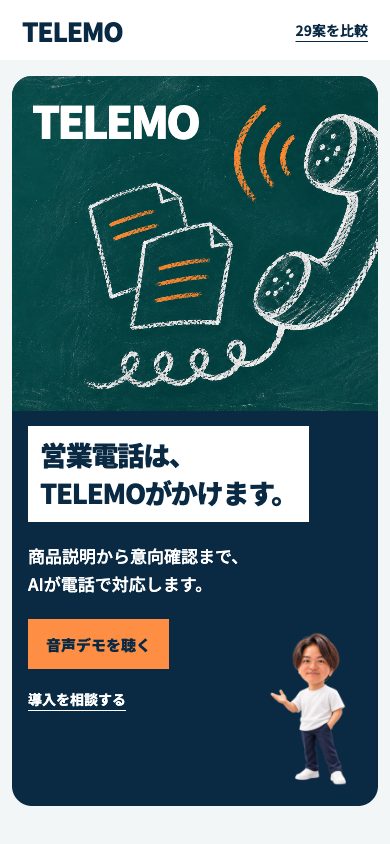 TELEMO
29案を比較
TELEMO
営業電話は、
TELEMOがかけます。
商品説明から意向確認まで、
AIが電話で対応します。
音声デモを聴く
導入を相談する